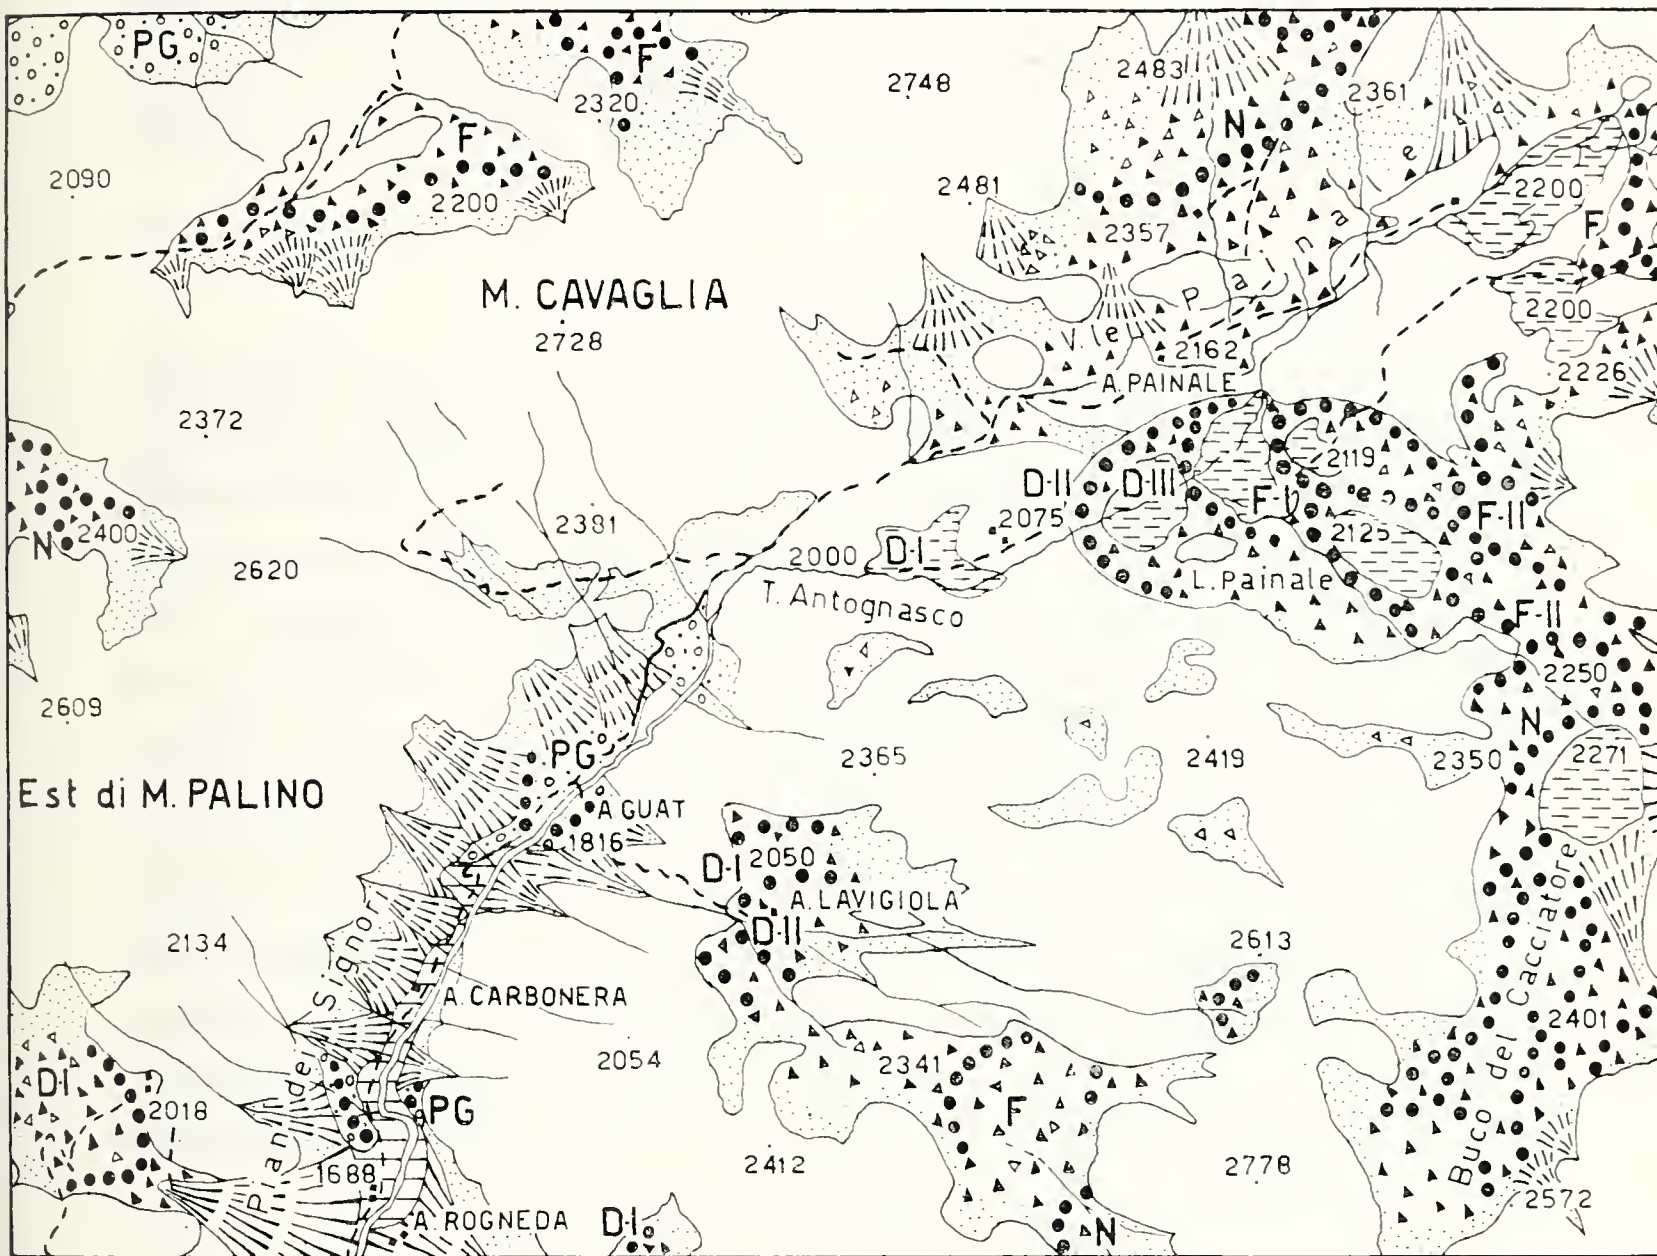 PG
F
2320
2748
2483
2361
N
F
2090
2200
2481
2357
2200
F
M. CAVAGLIA
2728
V.le Painale
2162
2200
A. PAINALE
2226
2372
N
2400
2381
2620
D-II
D-III
2075
2119
F-I
F-II
2125
2000
D-I
T. Antognasco
L. Painale
F-II
2250
2609
N
PG
2365
2419
2350
2271
Est di M. PALINO
A GUAT
1816
D-I
2050
A. LAVIGIOLA
D-II
2134
2613
Pian dei Signori
A. CARBONERA
Buco del Cacciatore
2401
2054
2341
D-I
2018
PG
F
1688
2412
2778
2572
A. ROGNEDA
D-I
N